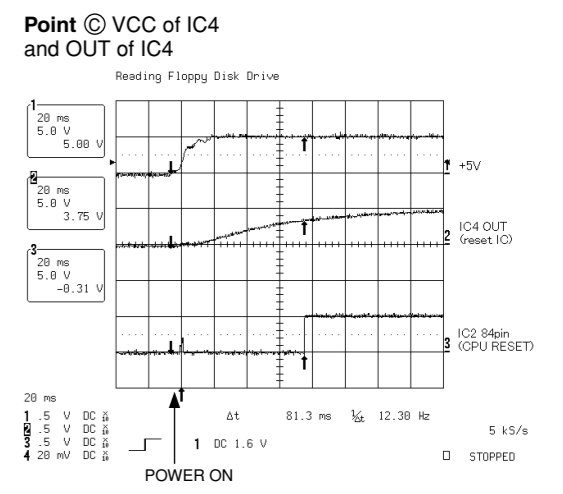 Point Ⓒ VCC of IC4
and OUT of IC4
Reading Floppy Disk Drive
1
20 ms
5.0 V
5.00 V
2
20 ms
5.0 V
3.75 V
3
20 ms
5.0 V
-0.31 V
1 +5V
2 IC4 OUT
(reset IC)
3 IC2 84pin
(CPU RESET)
20 ms
1 .5 V DC
2 .5 V DC
3 .5 V DC
4 20 mV DC
Δt 81.3 ms 1/Δt 12.30 Hz
1 DC 1.6 V
5 kS/s
STOPPED
POWER ON